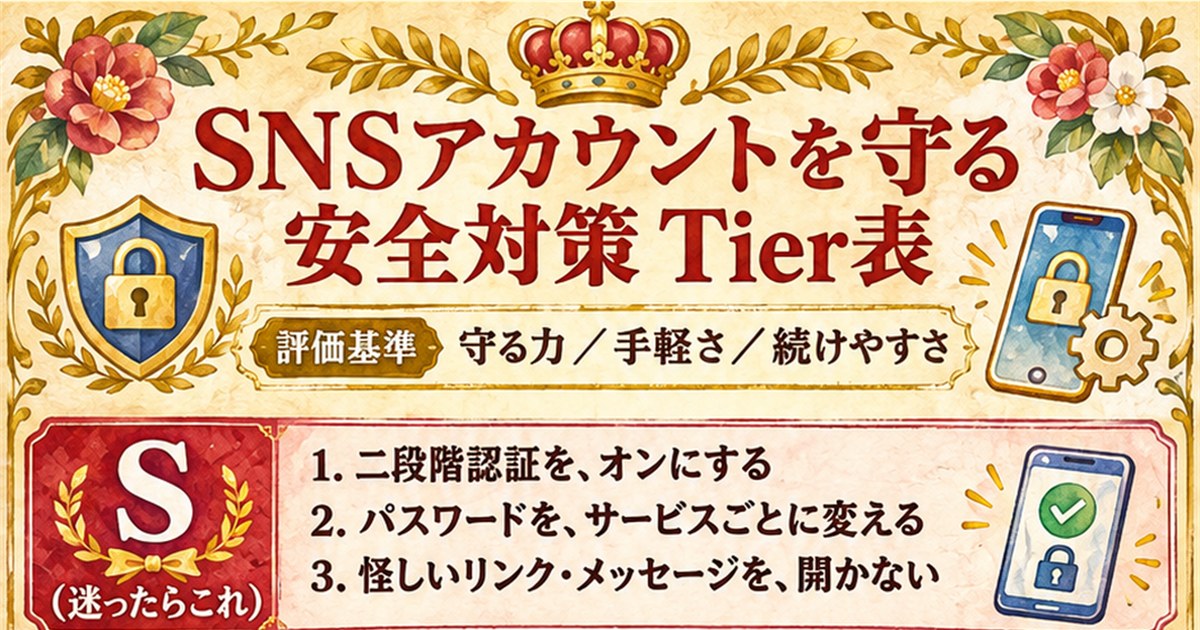 SNSアカウントを守る
安全対策 Tier表
評価基準 守る力／手軽さ／続けやすさ
S
(迷ったらこれ)
1. 二段階認証を、オンにする
2. パスワードを、サービスごとに変える
3. 怪しいリンク・メッセージを、開かない